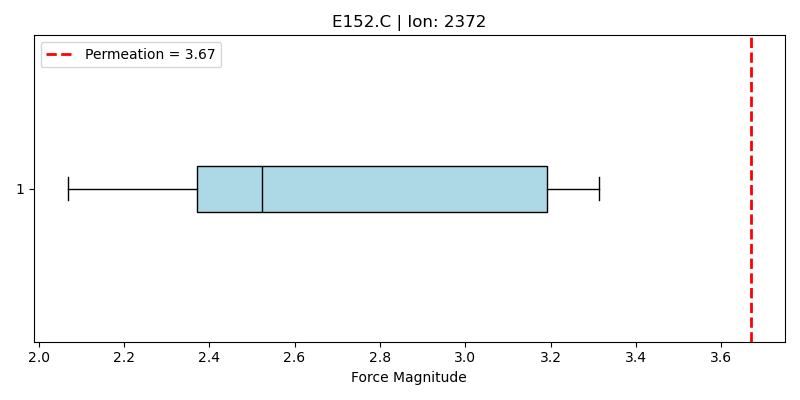 E152.C | Ion: 2372
Permeation = 3.67
1
2.0 2.2 2.4 2.6 2.8 3.0 3.2 3.4 3.6
Force Magnitude